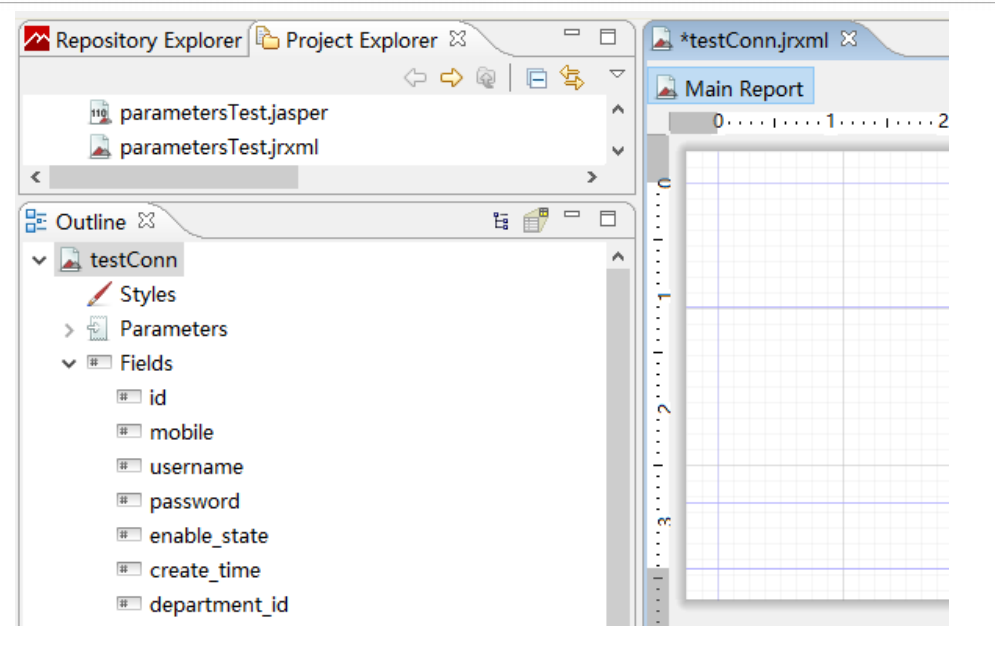 Repository Explorer Project Explorer
parametersTest.jasper
parametersTest.jrxml
Outline
testConn
Styles
Parameters
Fields
id
mobile
username
password
enable_state
create_time
department_id
*testConn.jrxml
Main Report
0 1 2
0
1
2
3